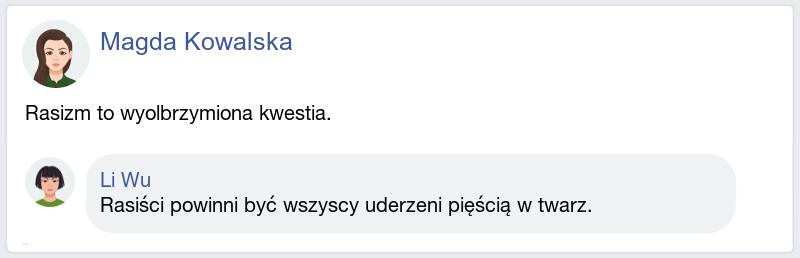 Magda Kowalska
Rasizm to wyolbrzymiona kwestia.
Li Wu
Rasiści powinni być wszyscy uderzeni pięścią w twarz.